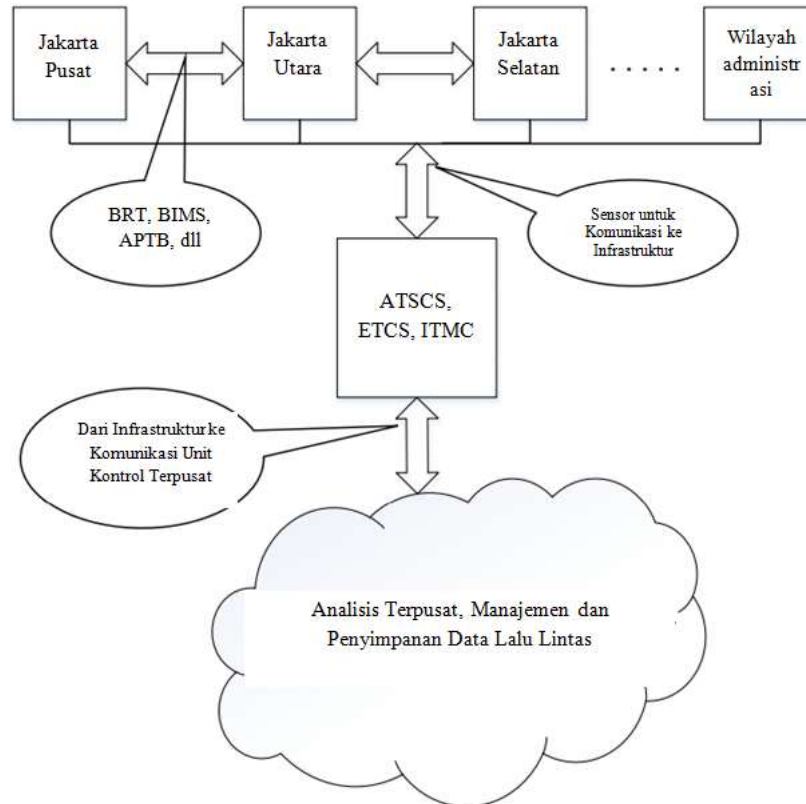 Jakarta
Pusat
Jakarta
Utara
Jakarta
Selatan
. . . . .
Wilayah
administr
asi
BRT, BIMS,
APTB, dll
Sensor untuk
Komunikasi ke
Infrastruktur
ATSCS,
ETCS, ITMC
Dari Infrastruktur ke
Komunikasi Unit
Kontrol Terpusat
Analisis Terpusat, Manajemen dan
Penyimpanan Data Lalu Lintas